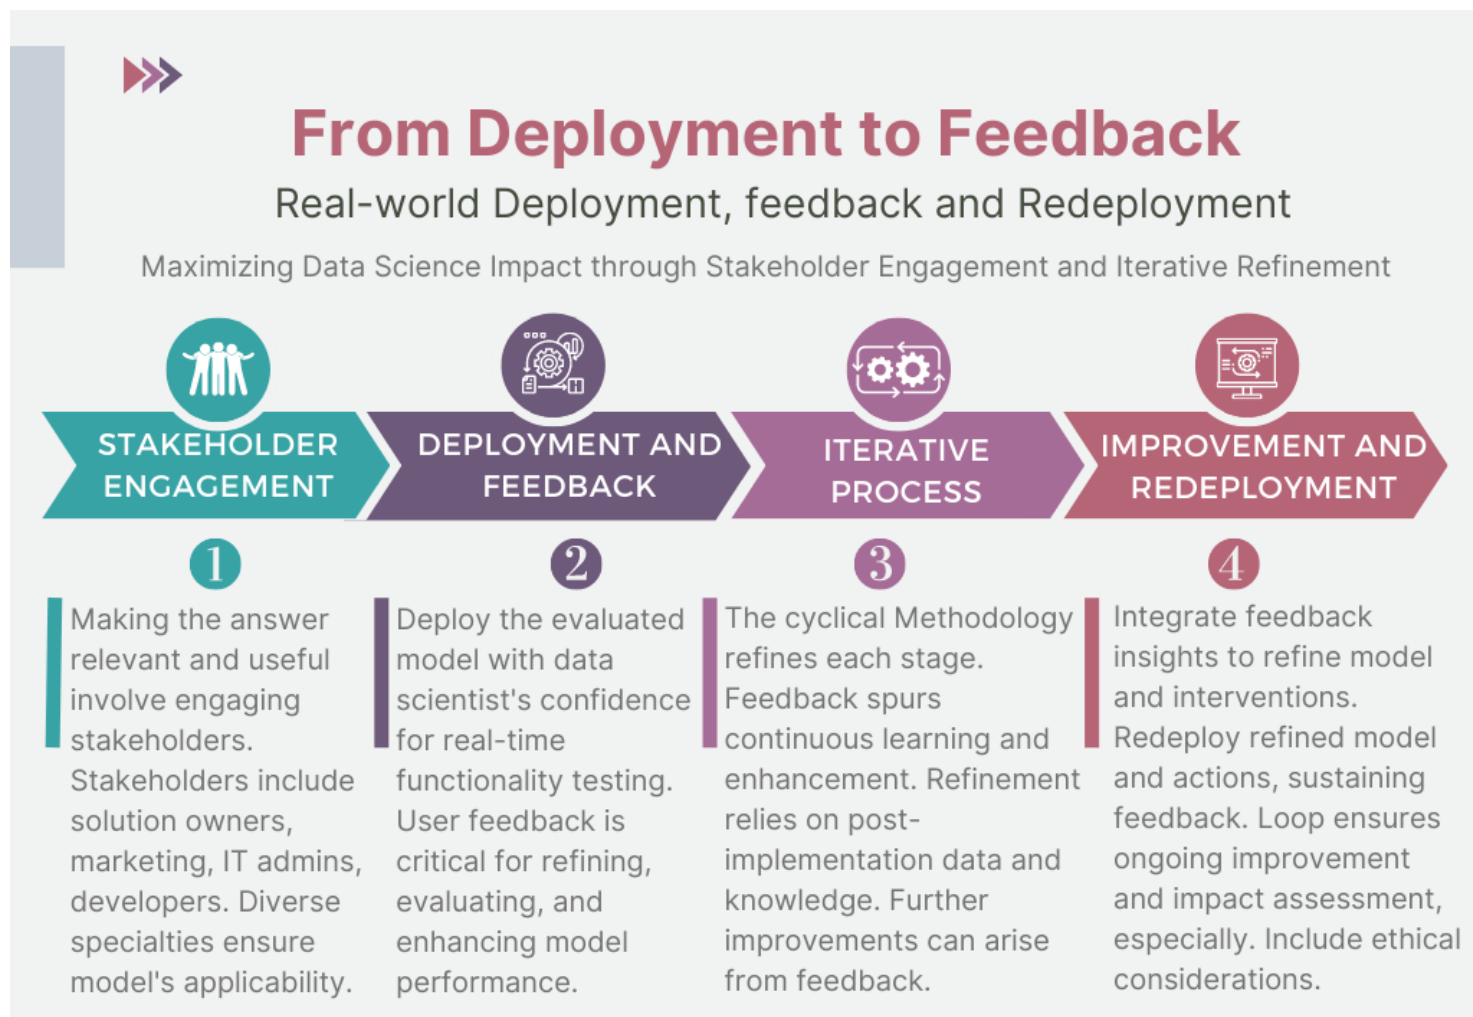 From Deployment to Feedback
Real-world Deployment, feedback and Redeployment
Maximizing Data Science Impact through Stakeholder Engagement and Iterative Refinement
STAKEHOLDER
ENGAGEMENT
1
Making the answer
relevant and useful
involve engaging
stakeholders.
Stakeholders include
solution owners,
marketing, IT admins,
developers. Diverse
specialties ensure
model's applicability.
DEPLOYMENT AND
FEEDBACK
2
Deploy the evaluated
model with data
scientist's confidence
for real-time
functionality testing.
User feedback is
critical for refining,
evaluating, and
enhancing model
performance.
ITERATIVE
PROCESS
3
The cyclical Methodology
refines each stage.
Feedback spurs
continuous learning and
enhancement. Refinement
relies on post-
implementation data and
knowledge. Further
improvements can arise
from feedback.
IMPROVEMENT AND
REDEPLOYMENT
4
Integrate feedback
insights to refine model
and interventions.
Redeploy refined model
and actions, sustaining
feedback. Loop ensures
ongoing improvement
and impact assessment,
especially. Include ethical
considerations.